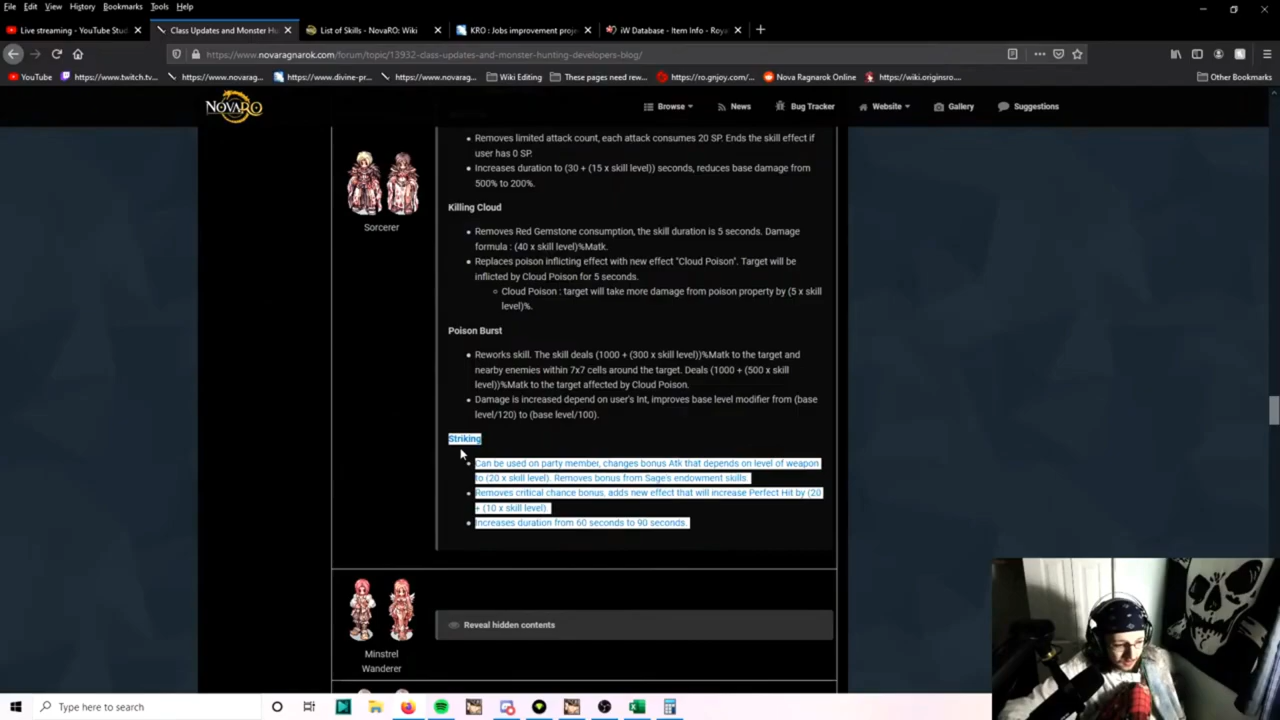 File Edit View History Bookmarks Tools Help
Live streaming - YouTube Stud
Class Updates and Monster Hu
List of Skills - NovaRO: Wiki
KRO : Jobs improvement proje
iW Database - Item Info - Roya
https://www.novaragnarok.com/forum/topic/13932-class-updates-and-monster-hunting-developers-blog/
YouTube
https://www.twitch.tv...
https://www.novarag...
https://www.divine-pr...
https://www.novarag...
Wiki Editing
These pages need rew...
https://ro.gnjoy.com/...
Nova Ragnarok Online
https://wiki.originsro....
Other Bookmarks
NOVARO
Browse
News
Bug Tracker
Website
Gallery
Suggestions
Removes limited attack count, each attack consumes 20 SP. Ends the skill effect if
user has 0 SP.
Increases duration to (30 + (15 x skill level)) seconds, reduces base damage from
500% to 200%.
Sorcerer
Killing Cloud
Removes Red Gemstone consumption, the skill duration is 5 seconds. Damage
formula : (40 x skill level)%Matk.
Replaces poison inflicting effect with new effect "Cloud Poison". Target will be
inflicted by Cloud Poison for 5 seconds.
Cloud Poison : target will take more damage from poison property by (5 x skill
level)%.
Poison Burst
Reworks skill. The skill deals (1000 + (300 x skill level))%Matk to the target and
nearby enemies within 7x7 cells around the target. Deals (1000 + (500 x skill
level))%Matk to the target affected by Cloud Poison.
Damage is increased depend on user's Int, improves base level modifier from (base
level/120) to (base level/100).
Striking
Can be used on party member, changes bonus Atk that depends on level of weapon
to (20 x skill level). Removes bonus from Sage's endowment skills.
Removes critical chance bonus, adds new effect that will increase Perfect Hit by (20
+ (10 x skill level).
Increases duration from 60 seconds to 90 seconds.
Reveal hidden contents
Minstrel
Wanderer
Type here to search